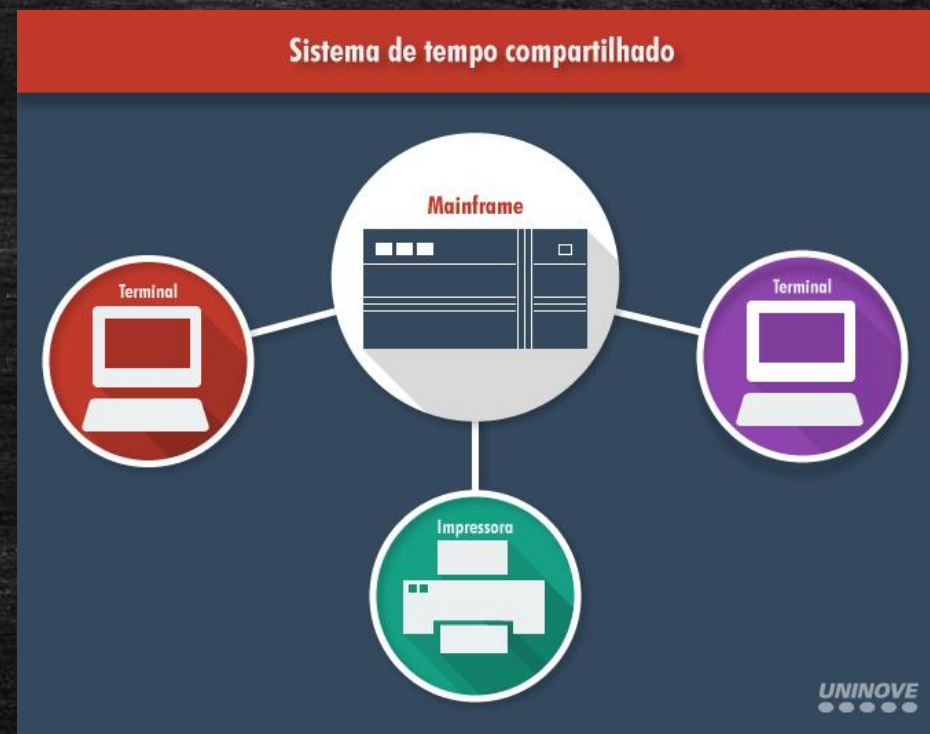 Sistema de tempo compartilhado
Mainframe
Terminal
Terminal
Impressora
UNINOVE